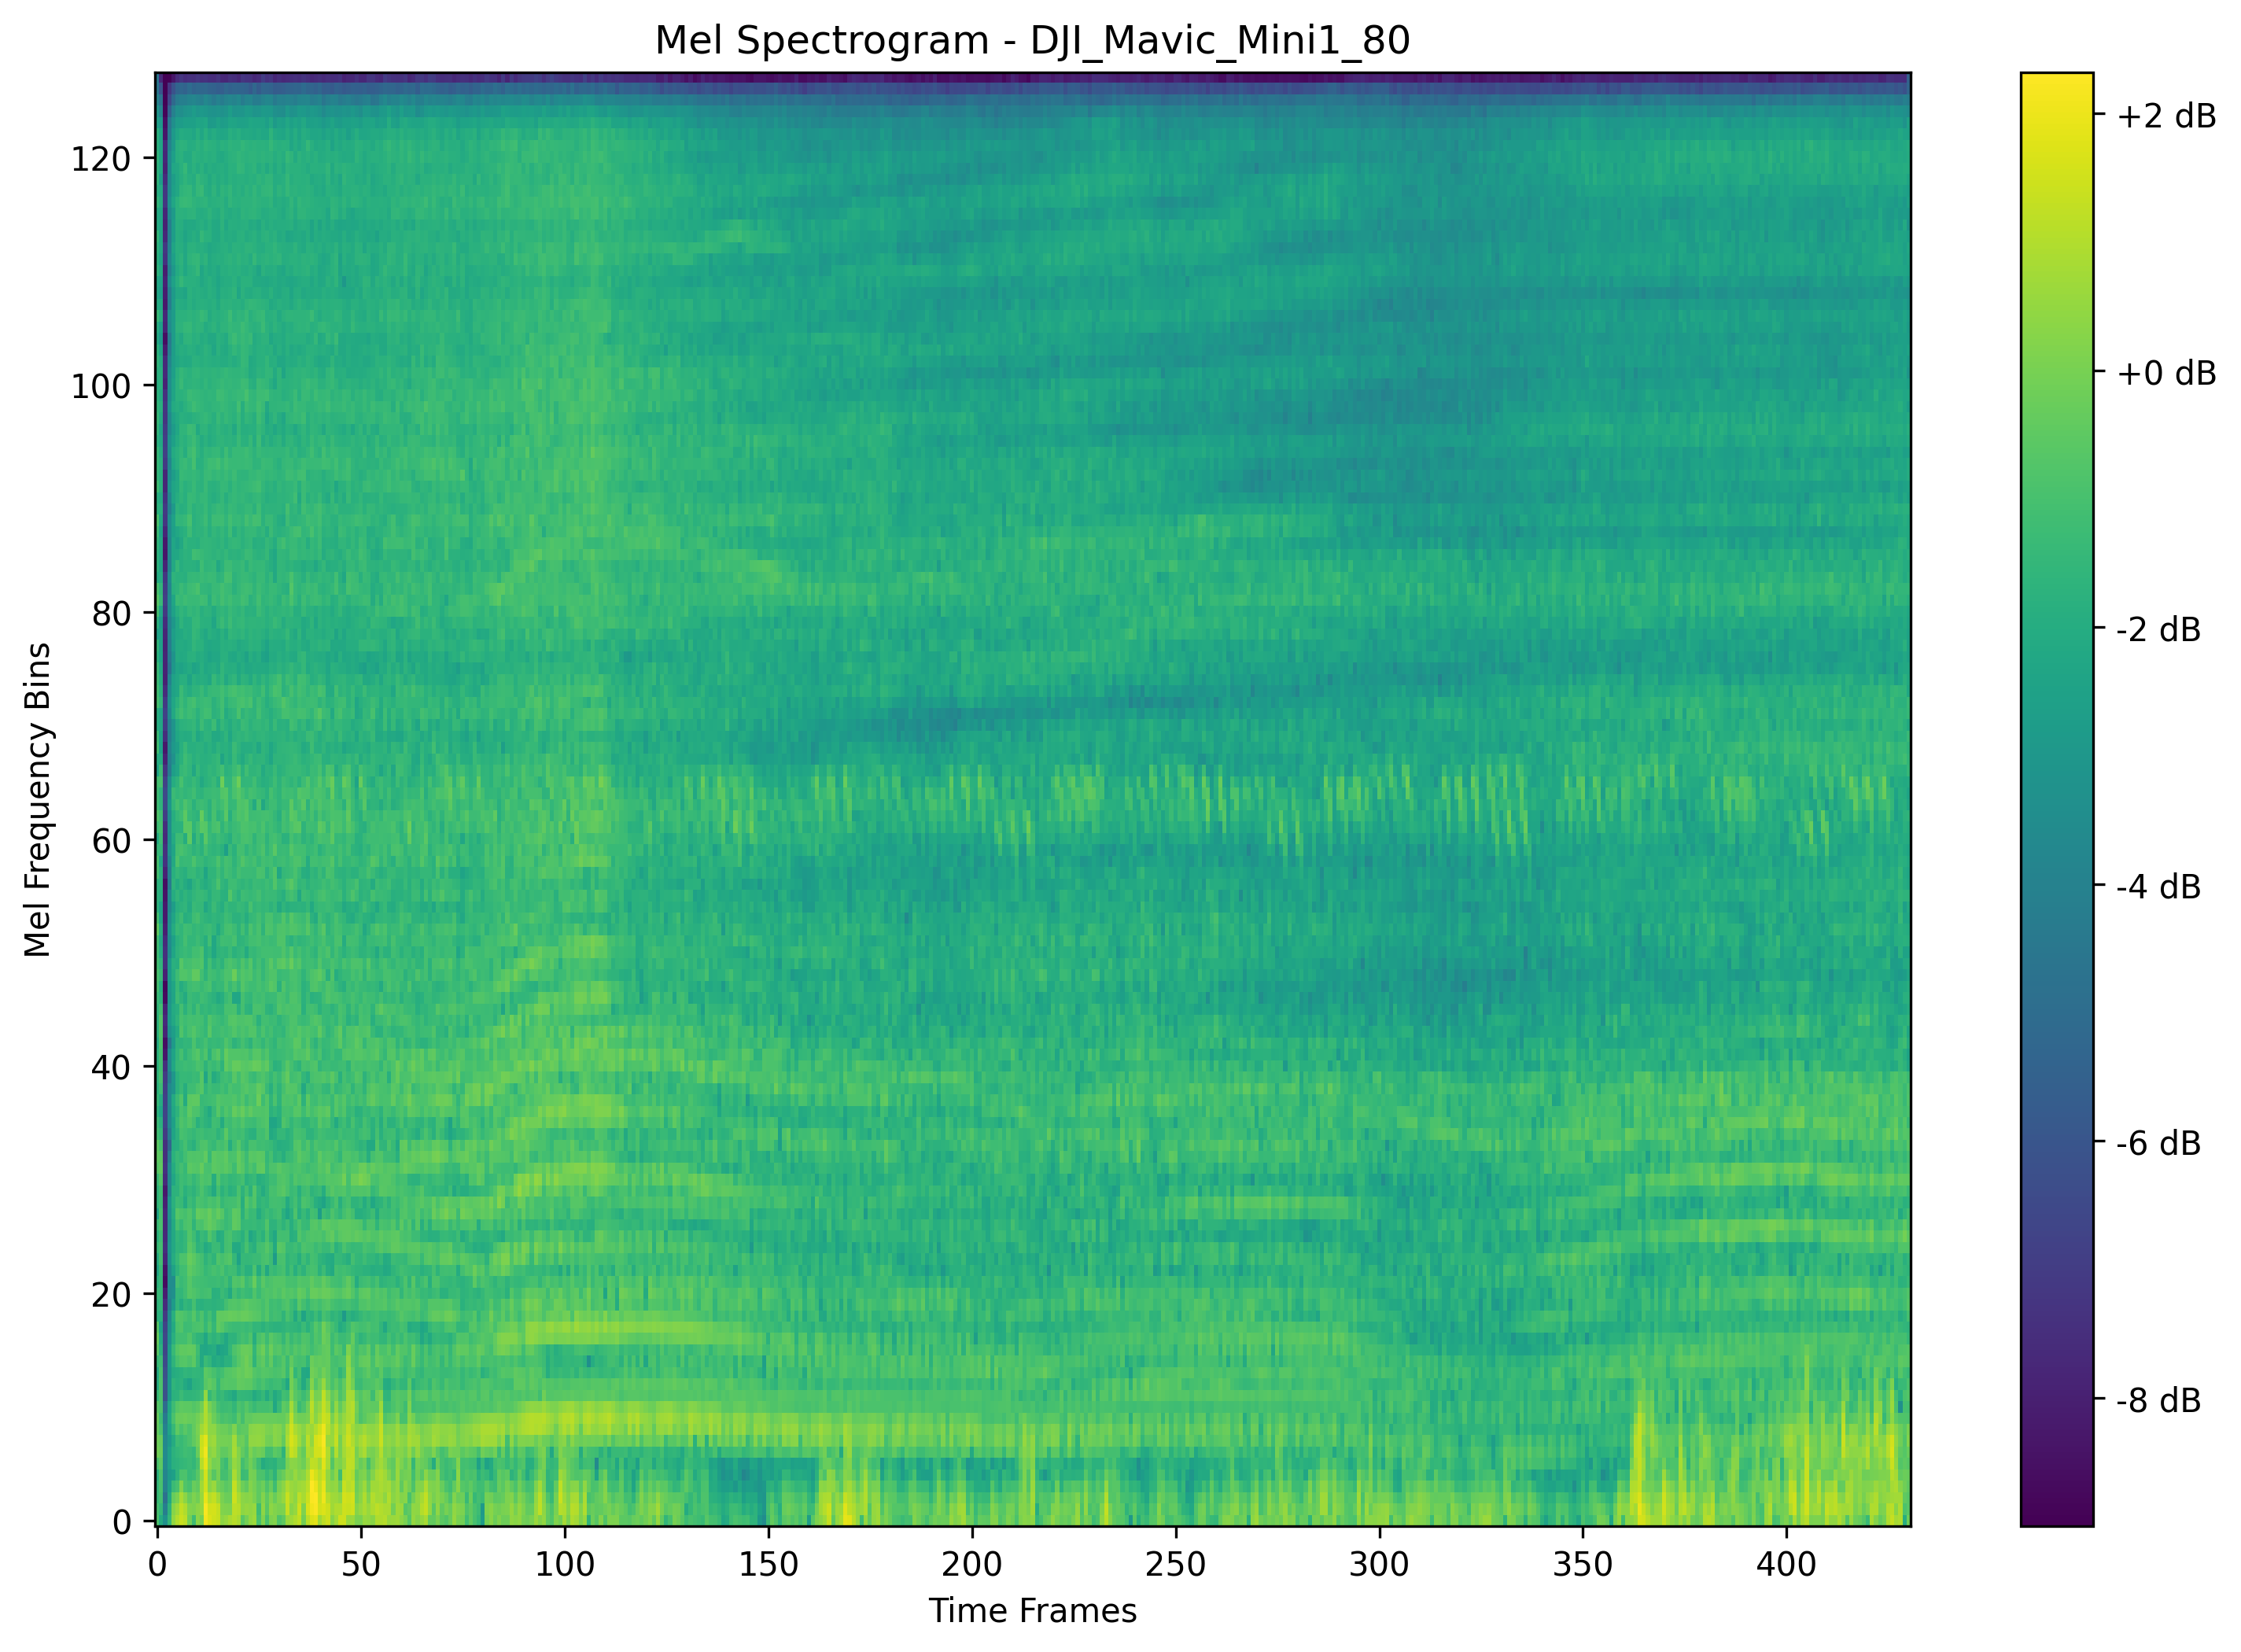 Mel Spectrogram - DJI_Mavic_Mini1_80
Mel Frequency Bins
120
100
80
60
40
20
0
0 50 100 150 200 250 300 350 400
Time Frames
+2 dB
+0 dB
-2 dB
-4 dB
-6 dB
-8 dB